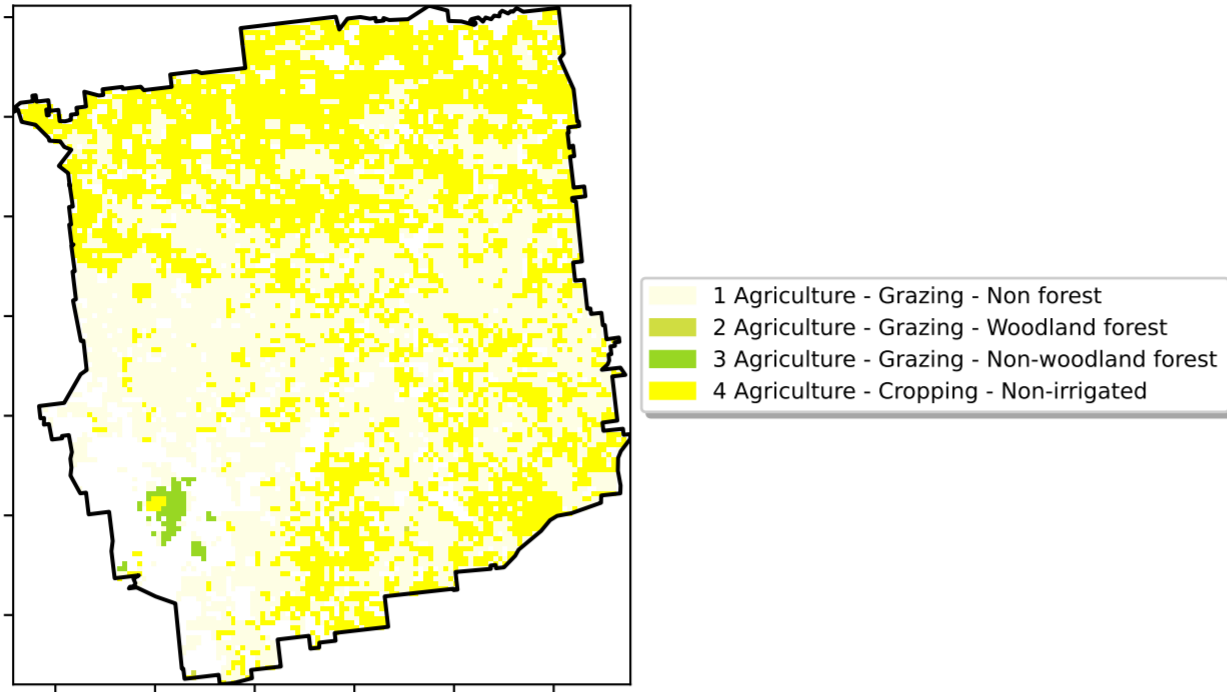 1 Agriculture - Grazing - Non forest
2 Agriculture - Grazing - Woodland forest
3 Agriculture - Grazing - Non-woodland forest
4 Agriculture - Cropping - Non-irrigated